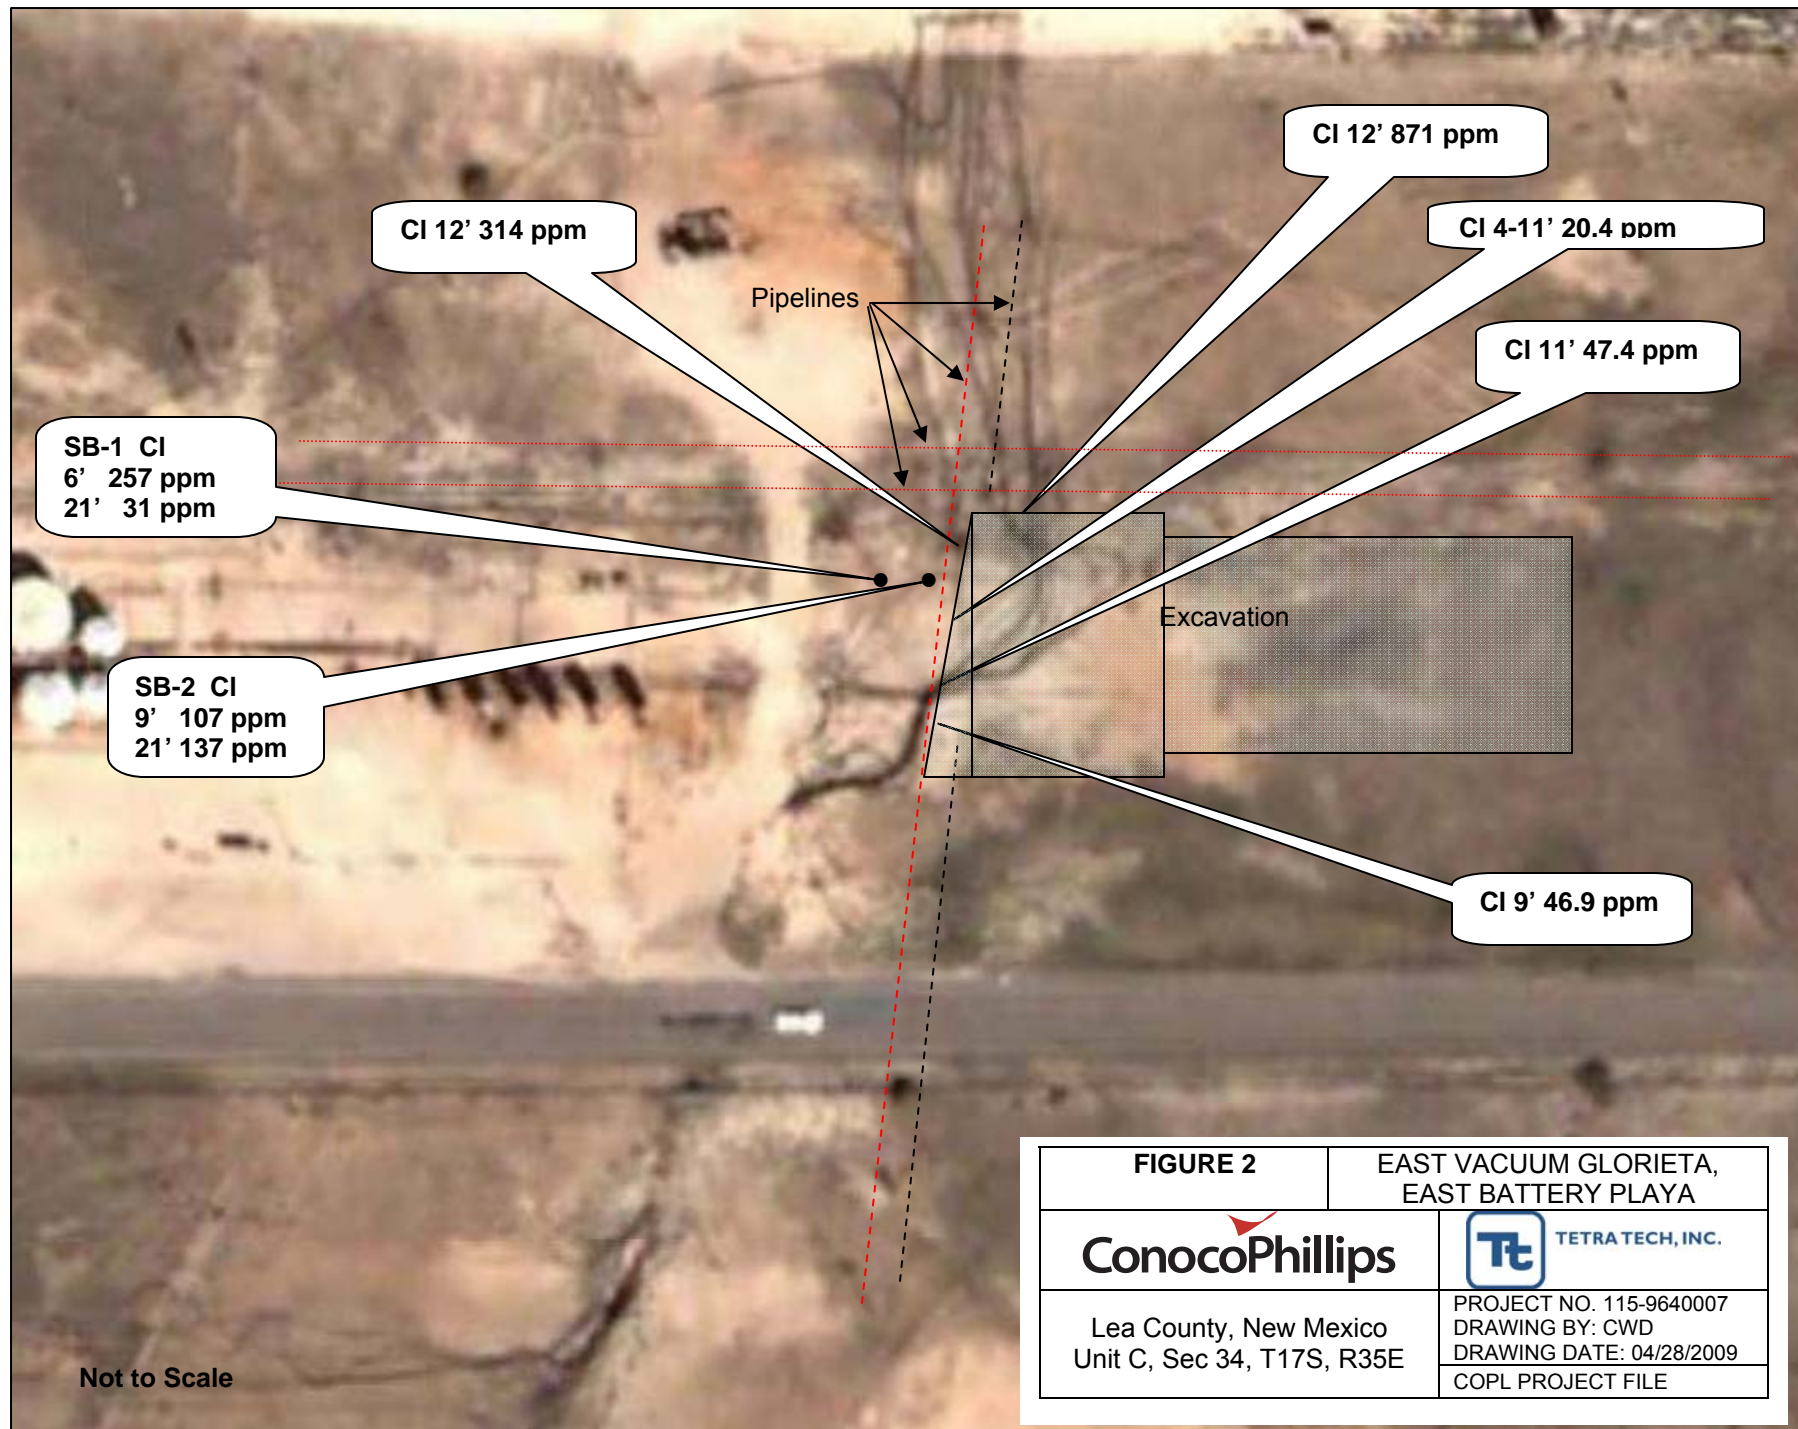 Cl 12’ 871 ppm
Cl 12’ 314 ppm
Cl 4-11’ 20.4 ppm
Pipelines
Cl 11’ 47.4 ppm
SB-1 Cl
6’ 257 ppm
21’ 31 ppm
Excavation
SB-2 Cl
9’ 107 ppm
21’ 137 ppm
Cl 9’ 46.9 ppm
Not to Scale
FIGURE 2
EAST VACUUM GLORIETA,
EAST BATTERY PLAYA
ConocoPhillips
Tt
TETRA TECH, INC.
Lea County, New Mexico
Unit C, Sec 34, T17S, R35E
PROJECT NO. 115-9640007
DRAWING BY: CWD
DRAWING DATE: 04/28/2009
COPL PROJECT FILE